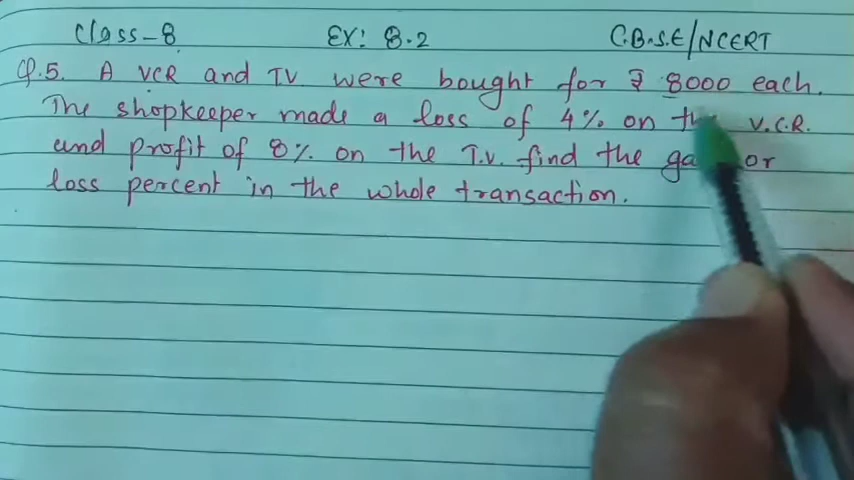 Class-8 EX: 8.2 C.B.S.E/NCERT
Q.5. A VCR and TV were bought for ₹ 8000 each.
The shopkeeper made a loss of 4% on V.C.R.
and profit of 8% on the T.V. find the or
loss percent in the whole transaction.